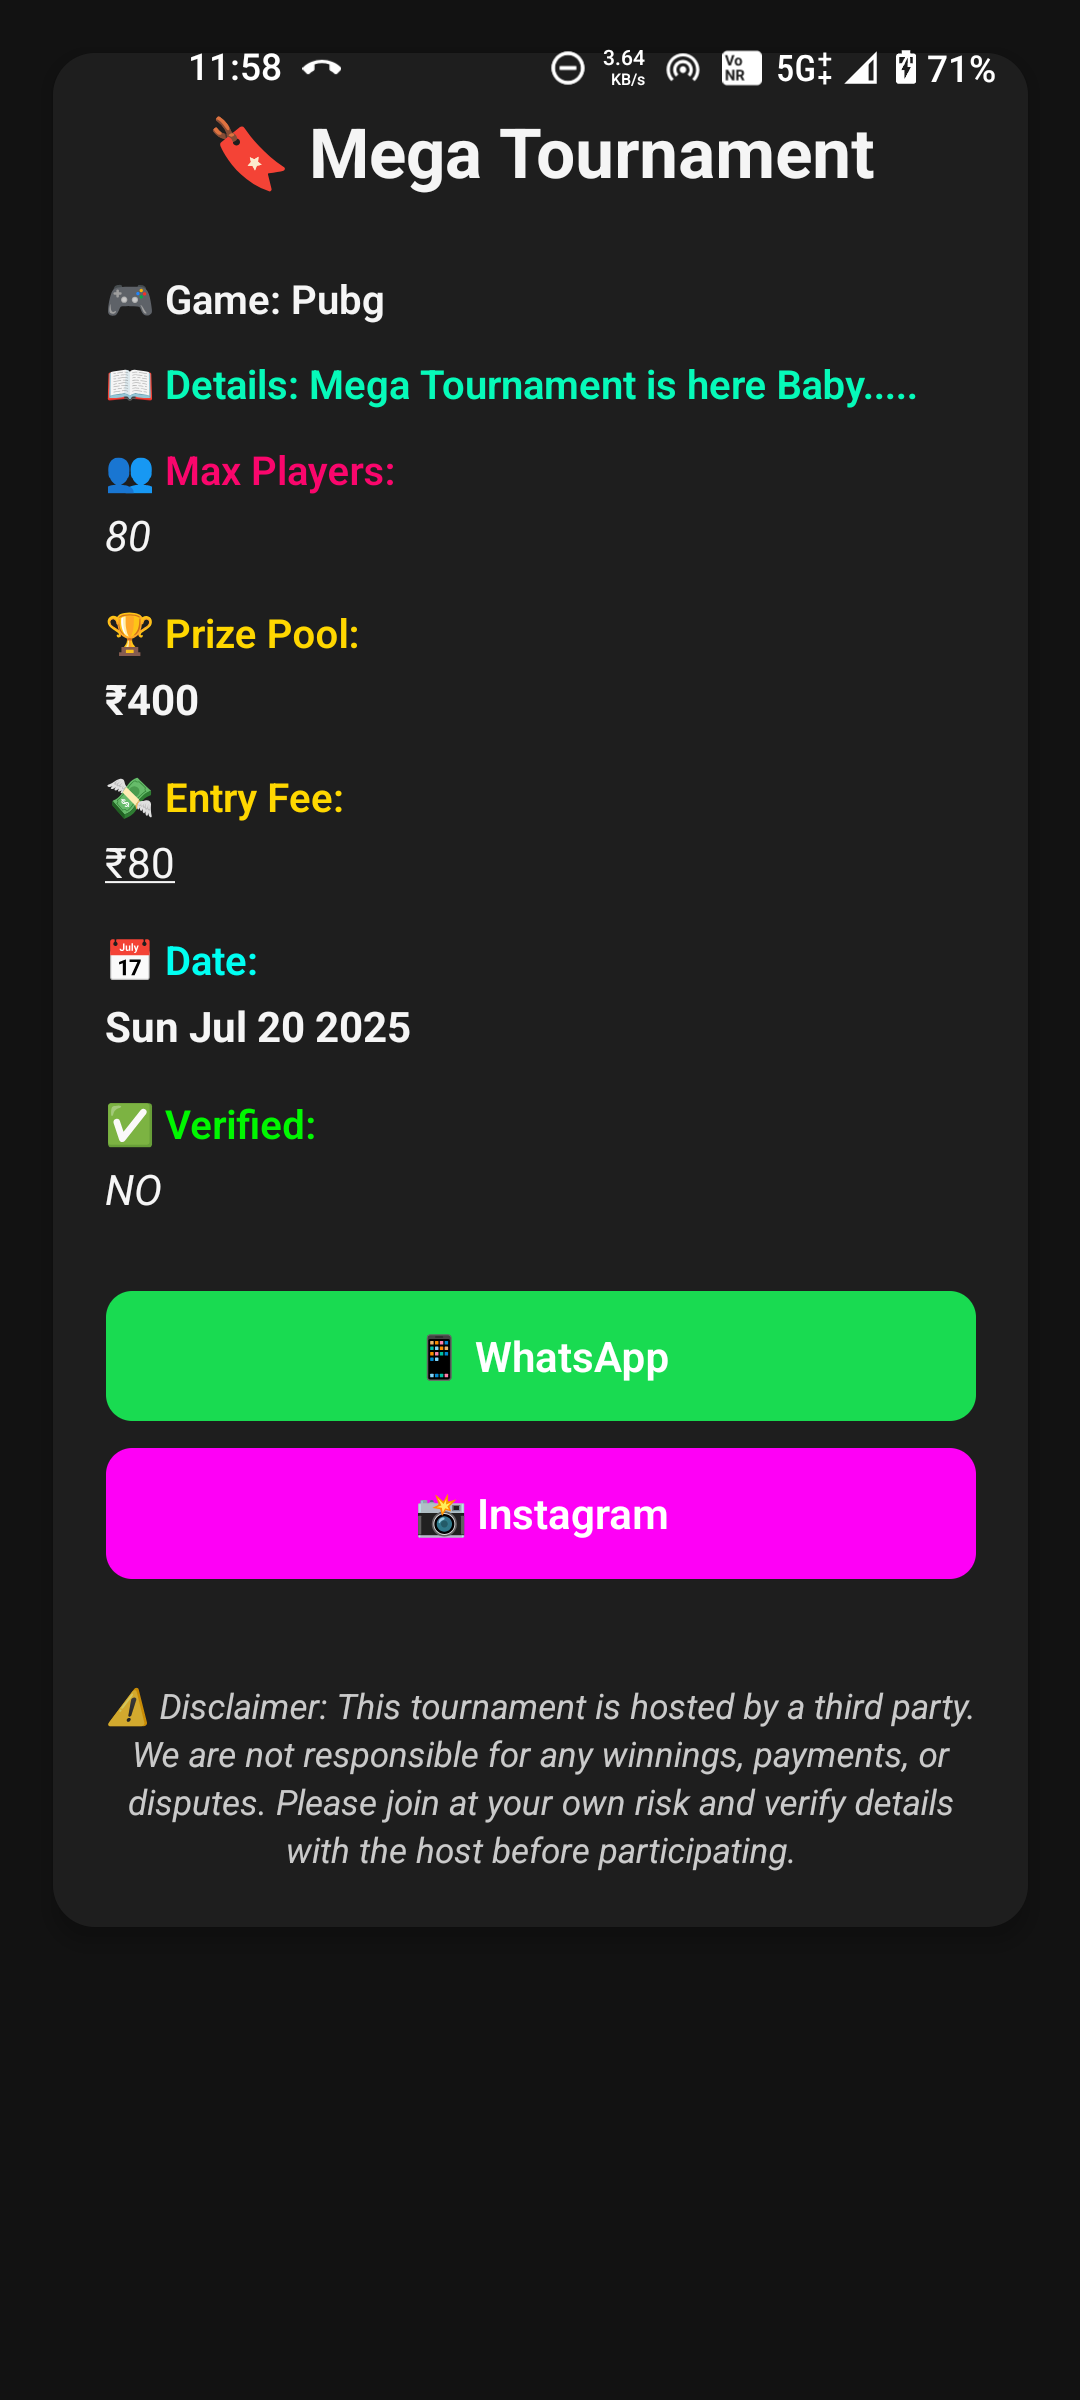 11:58 3.64 KB/s Vo NR 5G 71%
🔖 Mega Tournament
🎮 Game: Pubg
📖 Details: Mega Tournament is here Baby.....
👥 Max Players:
80
🏆 Prize Pool:
₹400
💸 Entry Fee:
₹80
📅 Date:
Sun Jul 20 2025
✅ Verified:
NO
📱 WhatsApp
📸 Instagram
⚠️ Disclaimer: This tournament is hosted by a third party.
We are not responsible for any winnings, payments, or
disputes. Please join at your own risk and verify details
with the host before participating.